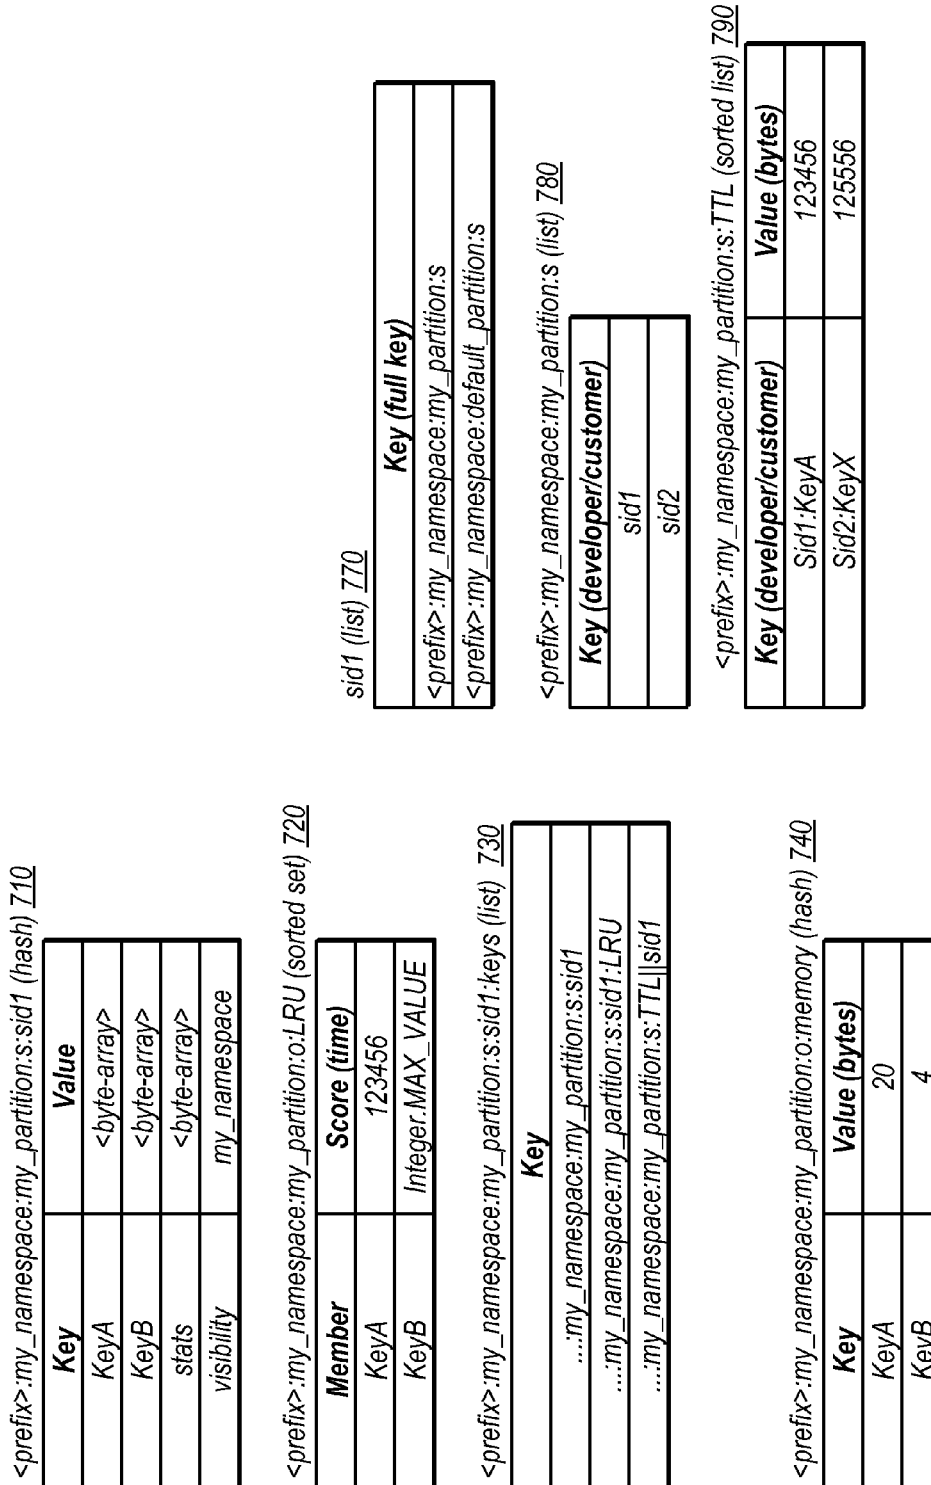 <prefix>:my_namespace:my_partition:s:sid1 (hash) 710
Key Value
KeyA <byte-array>
KeyB <byte-array>
stats <byte-array>
visibility my_namespace
<prefix>:my_namespace:my_partition:o:LRU (sorted set) 720
Member Score (time)
KeyA 123456
KeyB Integer.MAX_VALUE
<prefix>:my_namespace:my_partition:s:sid1:keys (list) 730
Key
....:my_namespace:my_partition:s:sid1
....:my_namespace:my_partition:s:sid1:LRU
....:my_namespace:my_partition:s:TTL||sid1
<prefix>:my_namespace:my_partition:o:memory (hash) 740
Key Value (bytes)
KeyA 20
KeyB 4
sid1 (list) 770
Key (full key)
<prefix>:my_namespace:my_partition:s
<prefix>:my_namespace:default_partition:s
<prefix>:my_namespace:my_partition:s (list) 780
Key (developer/customer)
sid1
sid2
<prefix>:my_namespace:my_partition:s:TTL (sorted list) 790
Key (developer/customer) Value (bytes)
Sid1:KeyA 123456
Sid2:KeyX 125556